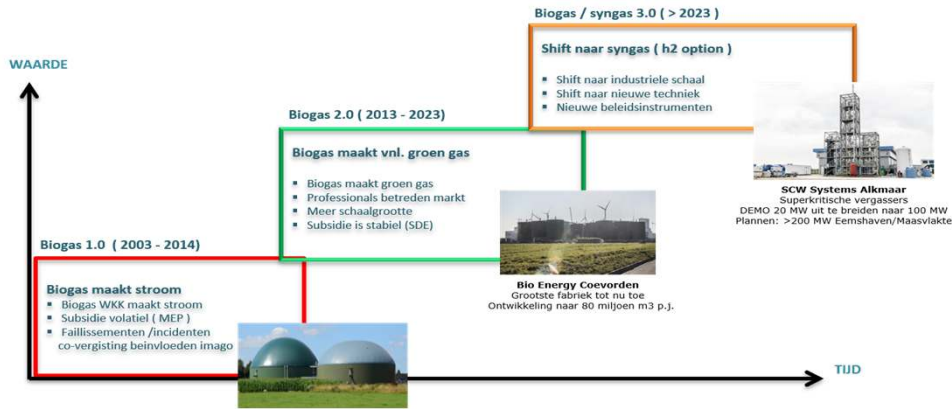 Biogas / syngas 3.0 ( > 2023 )
Shift naar syngas ( h2 option )
▪ Shift naar industriele schaal
▪ Shift naar nieuwe techniek
▪ Nieuwe beleidsinstrumenten
WAARDE
Biogas 2.0 ( 2013 - 2023)
Biogas maakt vnl. groen gas
▪ Biogas maakt groen gas
▪ Professionals betreden markt
▪ Meer schaalgrootte
▪ Subsidie is stabiel (SDE)
SCW Systems Alkmaar
Superkritische vergassers
DEMO 20 MW uit te breiden naar 100 MW
Plannen: >200 MW Eemshaven/Maasvlakte
Biogas 1.0 ( 2003 - 2014)
Biogas maakt stroom
▪ Biogas WKK maakt stroom
▪ Subsidie volatiel ( MEP )
▪ Faillissementen /incidenten
co-vergisting beinvloeden imago
Bio Energy Coevorden
Grootste fabriek tot nu toe
Ontwikkeling naar 80 miljoen m3 p.j.
TIJD